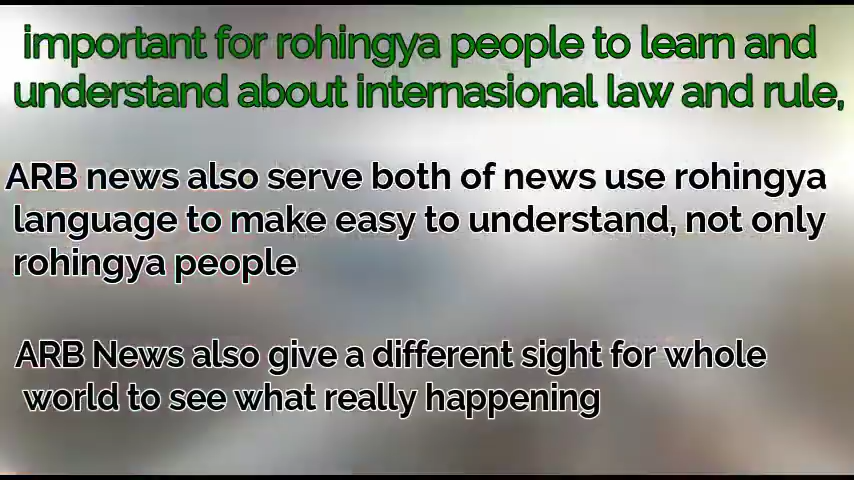 important for rohingya people to learn and
understand about internasional law and rule,
ARB news also serve both of news use rohingya
language to make easy to understand, not only
rohingya people
ARB News also give a different sight for whole
world to see what really happening